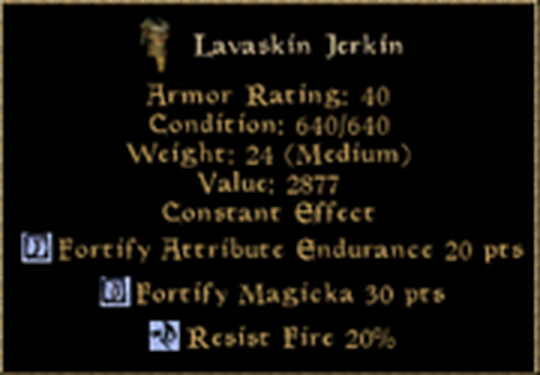 Lavaskin Jerkin
Armor Rating: 40
Condition: 640/640
Weight: 24 (Medium)
Value: 2877
Constant Effect
Fortify Attribute Endurance 20 pts
Fortify Magicka 30 pts
Resist Fire 20%